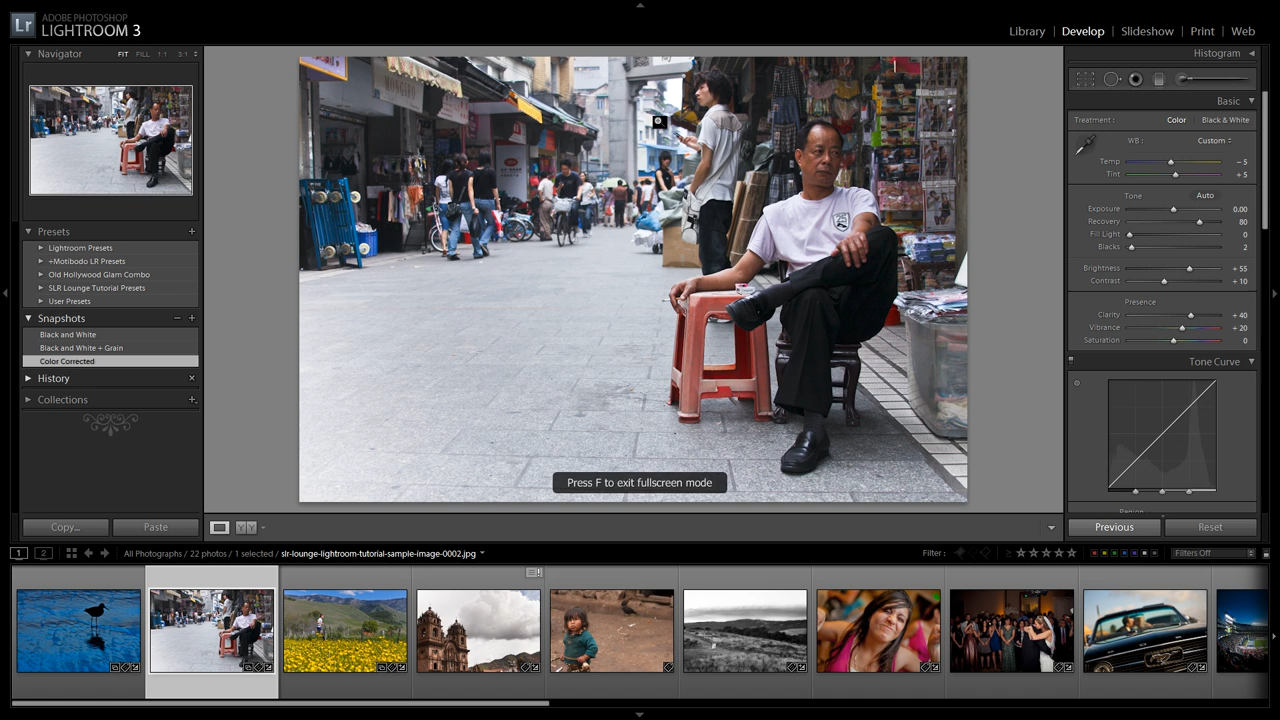 Lr ADOBE PHOTOSHOP
LIGHTROOM 3
Library | Develop | Slideshow | Print | Web
Navigator FIT FILL 1:1 3:1
Presets
Lightroom Presets
+Motibodo LR Presets
Old Hollywood Glam Combo
SLR Lounge Tutorial Presets
User Presets
Snapshots
Black and White
Black and White + Grain
Color Corrected
History
Collections
Copy... Paste
Press F to exit fullscreen mode
Histogram
Basic
Treatment : Color | Black & White
WB : Custom
Temp - 5
Tint + 5
Tone Auto
Exposure 0.00
Recovery 80
Fill Light 0
Blacks 2
Brightness + 55
Contrast + 10
Presence
Clarity + 40
Vibrance + 20
Saturation 0
Tone Curve
Region
Previous Reset
YY
1 2 All Photographs / 22 photos / 1 selected / slr-lounge-lightroom-tutorial-sample-image-0002.jpg Filter : Filters Off